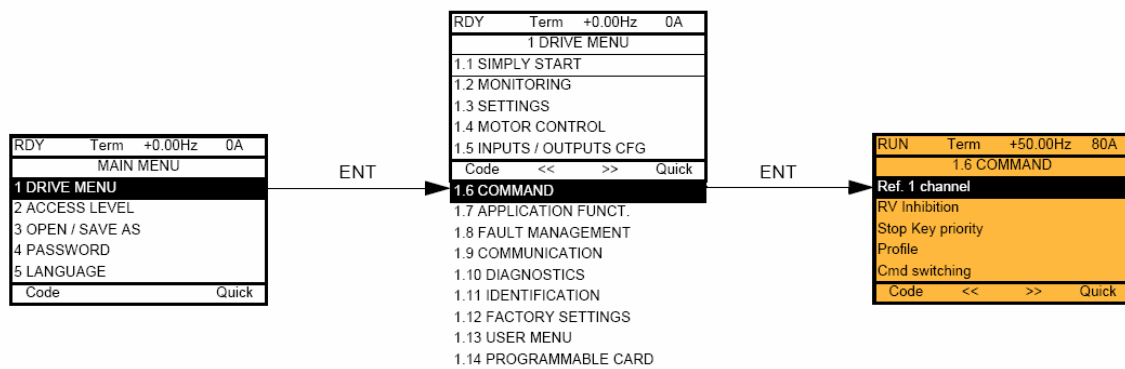 RDY Term +0.00Hz 0A
MAIN MENU
1 DRIVE MENU
2 ACCESS LEVEL
3 OPEN / SAVE AS
4 PASSWORD
5 LANGUAGE
Code Quick
ENT
RDY Term +0.00Hz 0A
1 DRIVE MENU
1.1 SIMPLY START
1.2 MONITORING
1.3 SETTINGS
1.4 MOTOR CONTROL
1.5 INPUTS / OUTPUTS CFG
Code << >> Quick
1.6 COMMAND
1.7 APPLICATION FUNCT.
1.8 FAULT MANAGEMENT
1.9 COMMUNICATION
1.10 DIAGNOSTICS
1.11 IDENTIFICATION
1.12 FACTORY SETTINGS
1.13 USER MENU
1.14 PROGRAMMABLE CARD
ENT
RUN Term +50.00Hz 80A
1.6 COMMAND
Ref. 1 channel
RV Inhibition
Stop Key priority
Profile
Cmd switching
Code << >> Quick